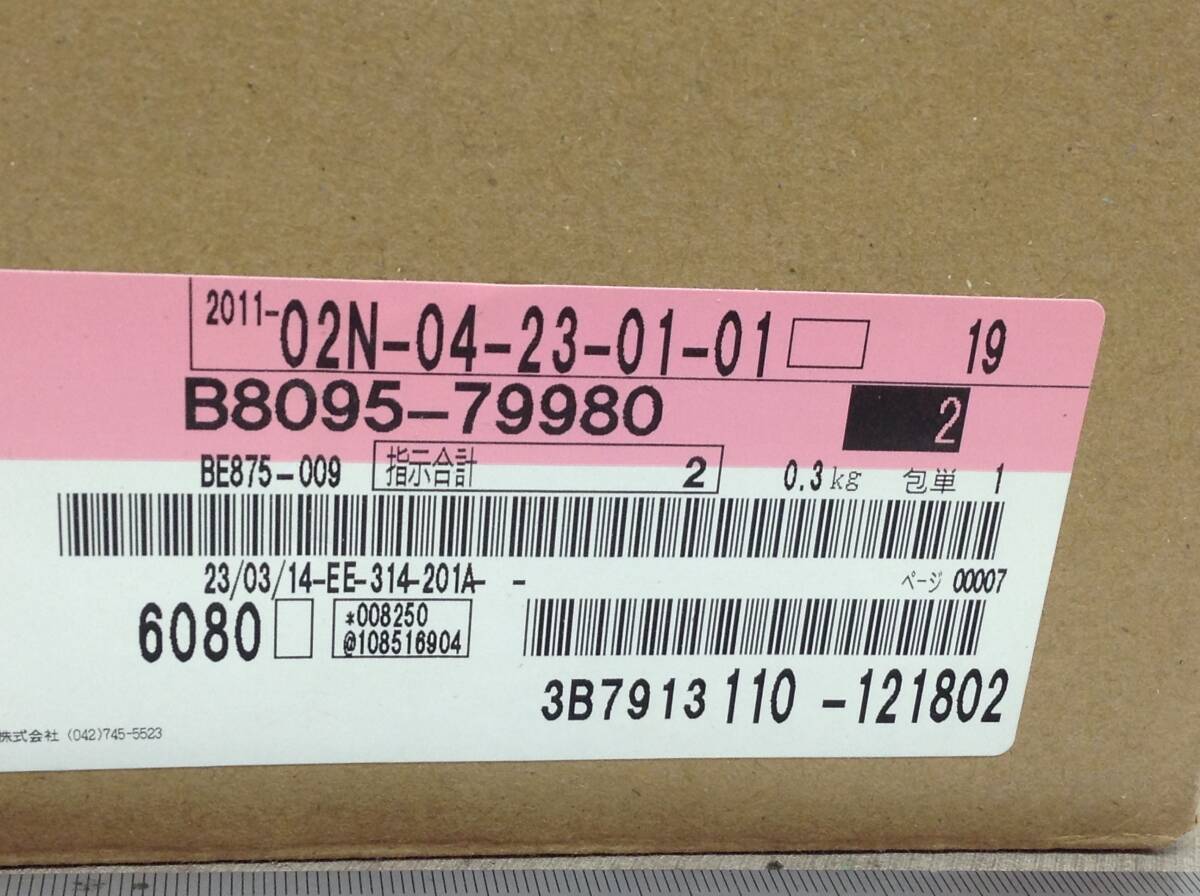 2011-02N-04-23-01-01 19
B8095-79980 2
BE875-009 指示合計 2 0.3kg 包単 1
23/03/14-EE-314-201A- - ページ 00007
6080 *008250
@108516904
3B7913 110 -121802
株式会社 (042)745-5523